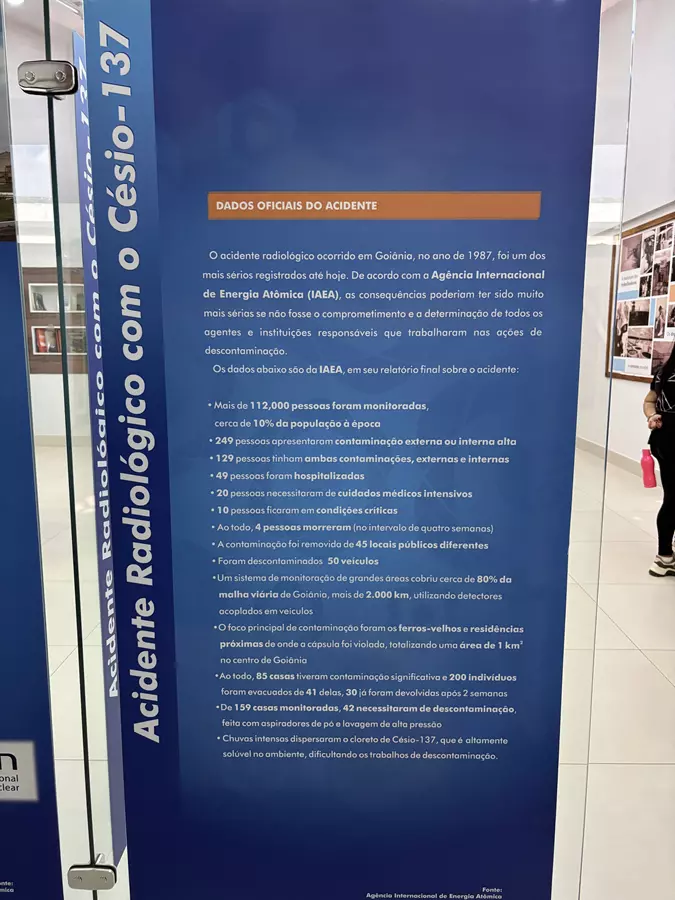 Acidente Radiológico com o Césio-137
Acidente Radiológico com o Césio-137
DADOS OFICIAIS DO ACIDENTE
O acidente radiológico ocorrido em Goiânia, no ano de 1987, foi um dos
mais sérios registrados até hoje. De acordo com a Agência Internacional
de Energia Atômica (IAEA), as consequências poderiam ter sido muito
mais sérias se não fosse o comprometimento e a determinação de todos os
agentes e instituições responsáveis que trabalharam nas ações de
descontaminação.
Os dados abaixo são da IAEA, em seu relatório final sobre o acidente:
• Mais de 112,000 pessoas foram monitoradas,
cerca de 10% da população à época
• 249 pessoas apresentaram contaminação externa ou interna alta
• 129 pessoas tinham ambas contaminações, externas e internas
• 49 pessoas foram hospitalizadas
• 20 pessoas necessitaram de cuidados médicos intensivos
• 10 pessoas ficaram em condições críticas
• Ao todo, 4 pessoas morreram (no intervalo de quatro semanas)
• A contaminação foi removida de 45 locais públicos diferentes
• Foram descontaminados 50 veículos
• Um sistema de monitoração de grandes áreas cobriu cerca de 80% da
malha viária de Goiânia, mais de 2.000 km, utilizando detectores
acoplados em veículos
• O foco principal de contaminação foram os ferros-velhos e residências
próximas de onde a cápsula foi violada, totalizando uma área de 1 km²
no centro de Goiânia
• Ao todo, 85 casas tiveram contaminação significativa e 200 indivíduos
foram evacuados de 41 delas, 30 já foram devolvidas após 2 semanas
• De 159 casas monitoradas, 42 necessitaram de descontaminação,
feita com aspiradores de pó e lavagem de alta pressão
• Chuvas intensas dispersaram o cloreto de Césio-137, que é altamente
solúvel no ambiente, dificultando os trabalhos de descontaminação.
Fonte:
Agência Internacional de Energia Atômica
n
onal
clear
onte:
mica